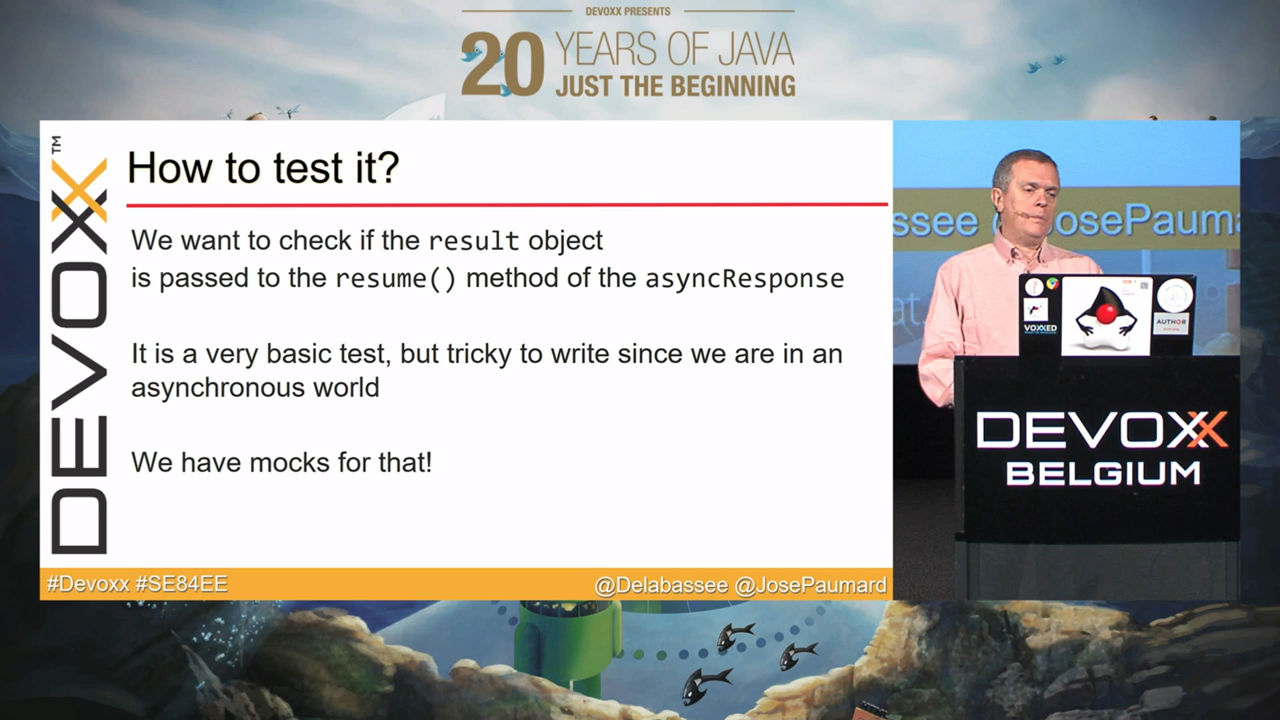 DEVOXX PRESENTS
20 YEARS OF JAVA
JUST THE BEGINNING
DEVOXX™
How to test it?
We want to check if the result object
is passed to the resume() method of the asyncResponse
It is a very basic test, but tricky to write since we are in an
asynchronous world
We have mocks for that!
#Devoxx #SE84EE
@Delabassee @JosePaumard
assee @JosePauma
at.
VOXXED
AUTHOR
DEVOXX
BELGIUM